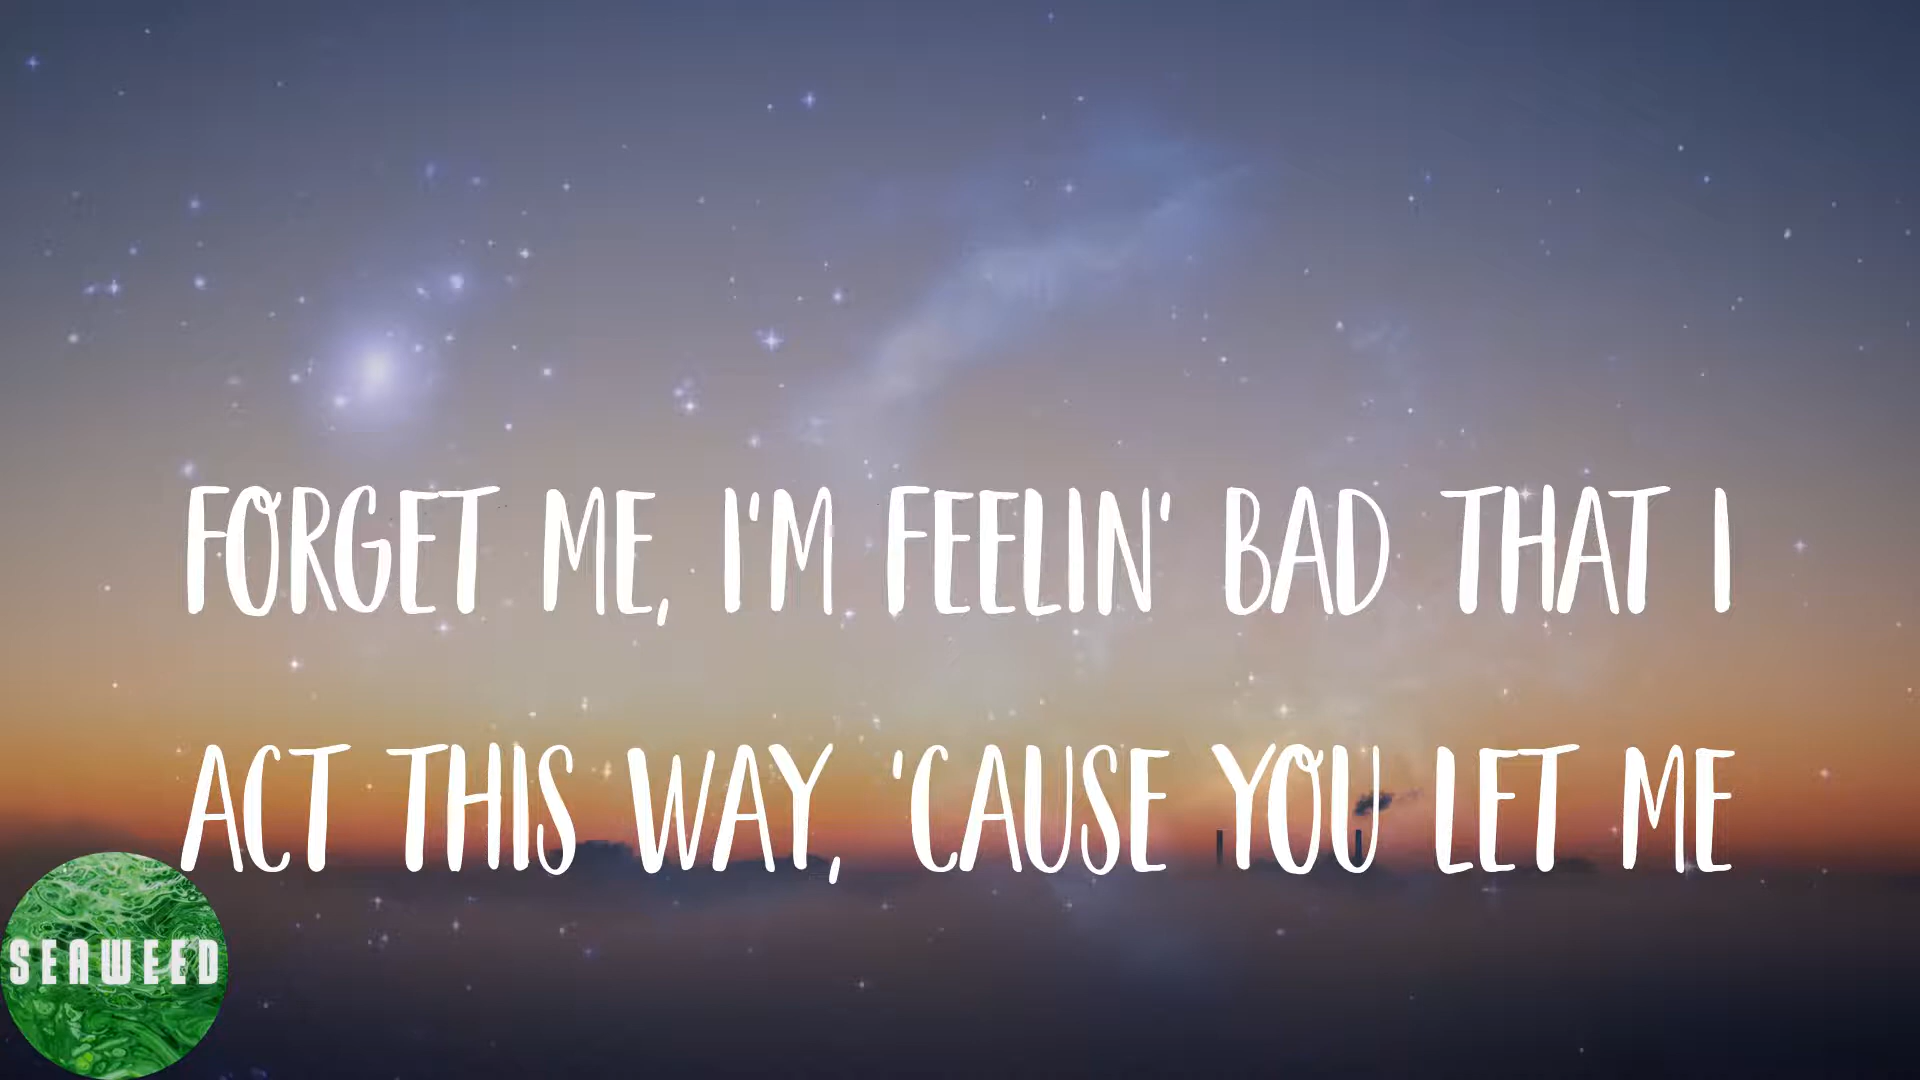 FORGET ME, I'M FEELIN' BAD THAT I
ACT THIS WAY, 'CAUSE YOU LET ME
SEAWEED